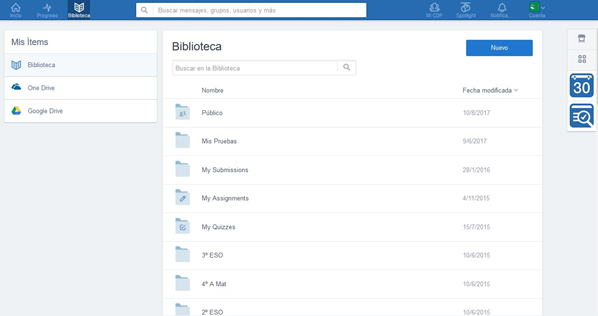 Inicio
Progreso
Biblioteca
Buscar mensajes, grupos, usuarios y más
Mi CDP
Spotlight
Notifica...
Cuenta
Mis Ítems
Biblioteca
One Drive
Google Drive
Biblioteca
Nuevo
Buscar en la Biblioteca
Nombre
Fecha modificada
Público
10/8/2017
Mis Pruebas
9/6/2017
My Submissions
28/1/2016
My Assignments
4/11/2015
My Quizzes
15/7/2015
3º ESO
10/6/2015
4º A Mat
10/6/2015
2º ESO
10/6/2015
30